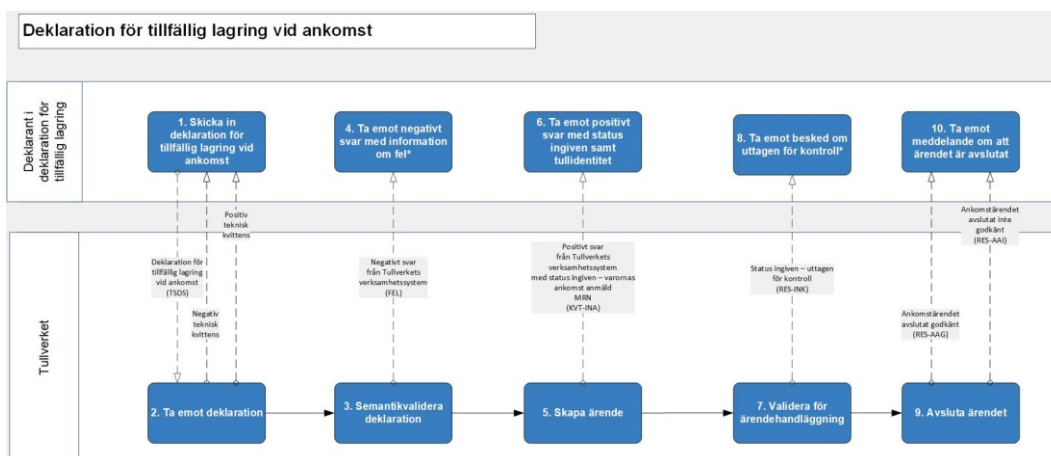 Deklaration för tillfällig lagring vid ankomst
Deklarant i
deklaration för
tillfällig lagring
1. Skicka in
deklaration för
tillfällig lagring vid
ankomst
4. Ta emot negativt
svar med information
om fel*
6. Ta emot positivt
svar med status
ingiven samt
tullidentitet
8. Ta emot besked om
uttagen för kontroll*
10. Ta emot
meddelande om att
ärendet är avslutat
Positiv
teknisk
kvittens
Deklaration för
tillfällig lagring
vid ankomst
(TSDS)
Negativ
teknisk
kvittens
Negativt svar
från Tullverkets
verksamhetssystem
(FEL)
Positivt svar
från Tullverkets
verksamhetssystem
med status ingiven – varornas
ankomst anmäld
MRN
(KVT-INA)
Status ingiven – uttagen
för kontroll
(RES-INK)
Ankomstärendet
avslutat godkänt
(RES-AAG)
Ankomstärendet
avslutat inte
godkänt
(RES-AAI)
Tullverket
2. Ta emot deklaration
3. Semantikvalidera
deklaration
5. Skapa ärende
7. Validera för
ärendehandläggning
9. Avsluta ärendet